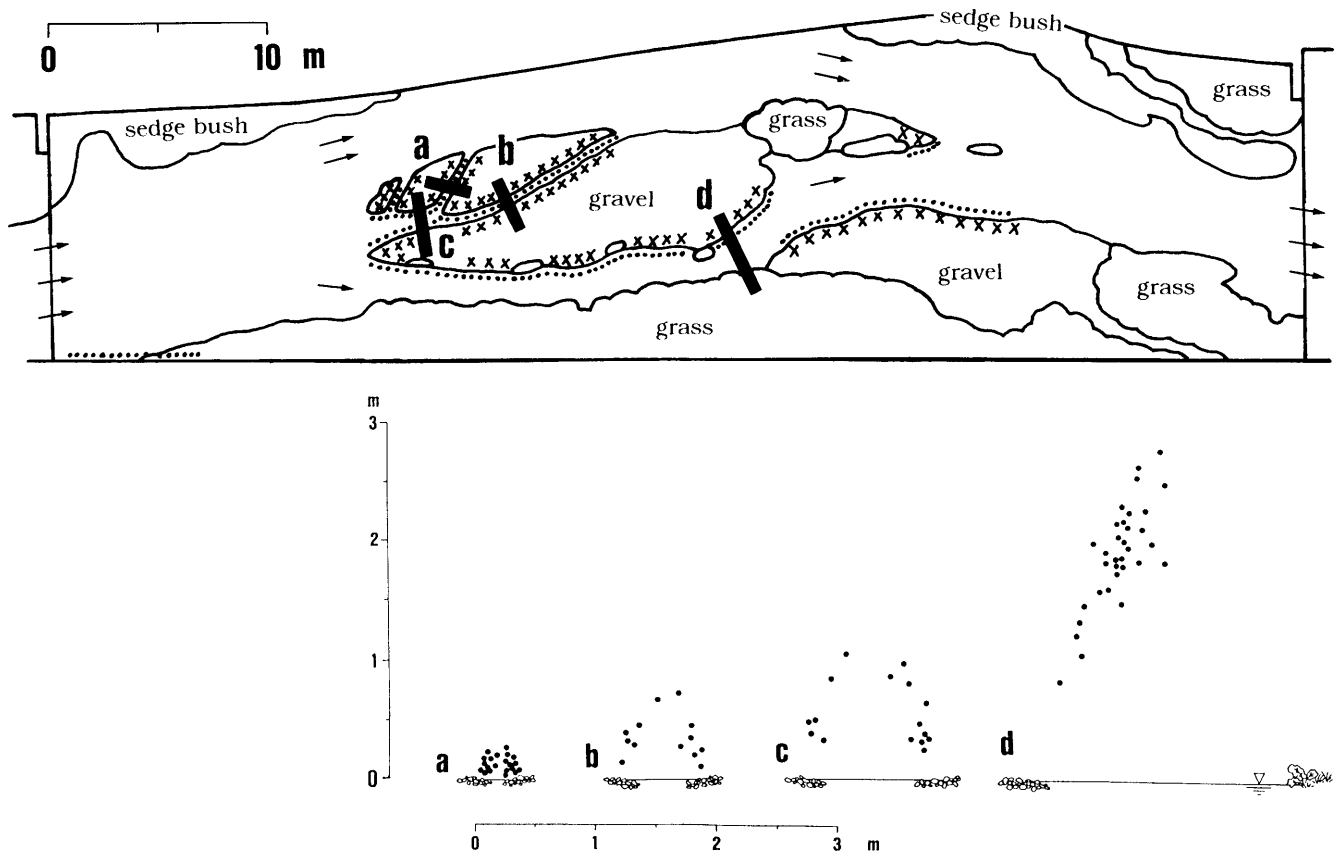 0 10 m
sedge bush
sedge bush
grass
grass
a b
gravel
d
c
gravel
grass
grass
m
3
2
1
0
a b c d
0 1 2 3 m